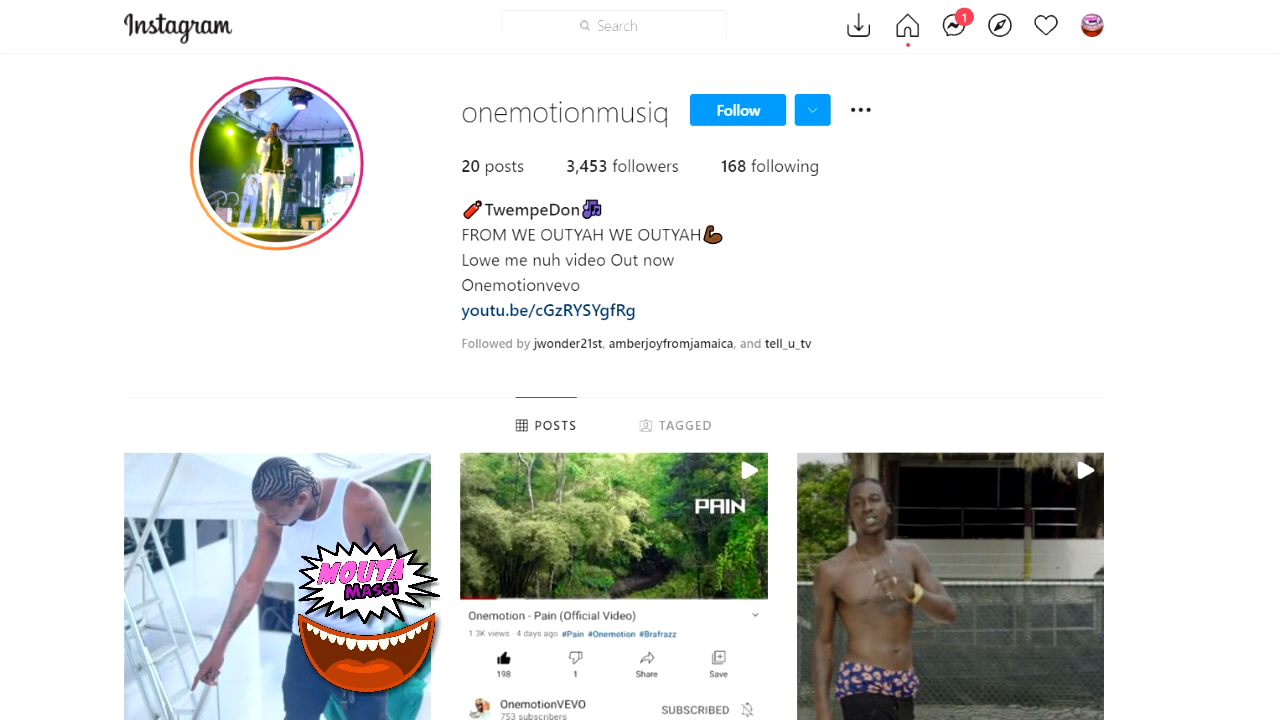 Instagram
Search
1
onemotionmusiq
Follow
20 posts
3,453 followers
168 following
TwempeDon
FROM WE OUTYAH WE OUTYAH
Lowe me nuh video Out now
Onemotionvevo
youtu.be/cGzRYSYgfRg
Followed by jwonder21st, amberjoyfromjamaica, and tell_u_tv
POSTS
TAGGED
MOUTA
MASSI
PAIN
Onemotion - Pain (Official Video)
1.3K views 4 days ago #Pain #Onemotion #Brafrazz
198
1
Share
Save
OnemotionVEVO
753 subscribers
SUBSCRIBED